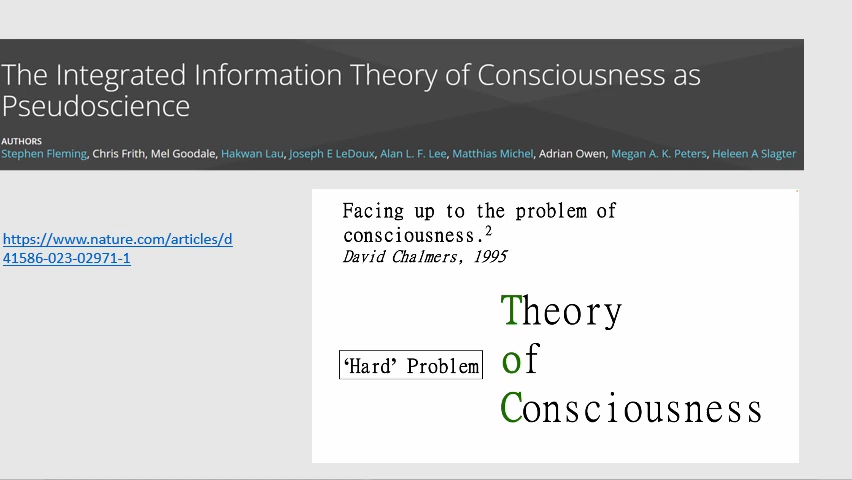 The Integrated Information Theory of Consciousness as
Pseudoscience
AUTHORS
Stephen Fleming, Chris Frith, Mel Goodale, Hakwan Lau, Joseph E LeDoux, Alan L. F. Lee, Matthias Michel, Adrian Owen, Megan A. K. Peters, Heleen A Slagter
https://www.nature.com/articles/d
41586-023-02971-1
Facing up to the problem of
consciousness.²
David Chalmers, 1995
Theory
‘Hard’ Problem of
Consciousness